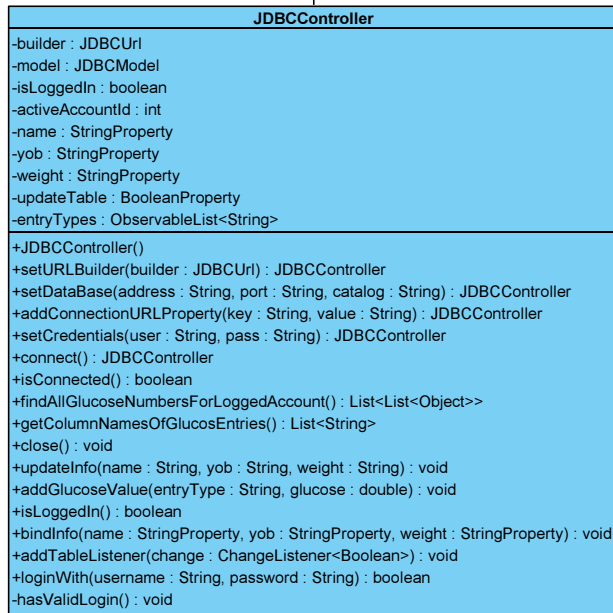 JDBCController
-builder : JDBCUrl
-model : JDBCModel
-isLoggedIn : boolean
-activeAccountId : int
-name : StringProperty
-yob : StringProperty
-weight : StringProperty
-updateTable : BooleanProperty
-entryTypes : ObservableList<String>
+JDBCController()
+setURLBuilder(builder : JDBCUrl) : JDBCController
+setDataBase(address : String, port : String, catalog : String) : JDBCController
+addConnectionURLProperty(key : String, value : String) : JDBCController
+setCredentials(user : String, pass : String) : JDBCController
+connect() : JDBCController
+isConnected() : boolean
+findAllGlucoseNumbersForLoggedAccount() : List<List<Object>>
+getColumnNamesOfGlucosEntries() : List<String>
+close() : void
+updateInfo(name : String, yob : String, weight : String) : void
+addGlucoseValue(entryType : String, glucose : double) : void
+isLoggedIn() : boolean
+bindInfo(name : StringProperty, yob : StringProperty, weight : StringProperty) : void
+addTableListener(change : ChangeListener<Boolean>) : void
+loginWith(username : String, password : String) : boolean
-hasValidLogin() : void